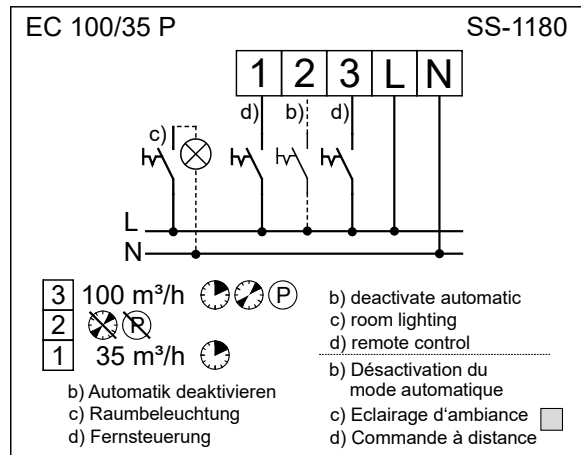 EC 100/35 P SS-1180
1 2 3 L N
d) b) d)
c)
L
N
3 100 m³/h P
2 P
1 35 m³/h
b) Automatik deaktivieren
c) Raumbeleuchtung
d) Fernsteuerung
b) deactivate automatic
c) room lighting
d) remote control
b) Désactivation du
mode automatique
c) Eclairage d'ambiance
d) Commande à distance